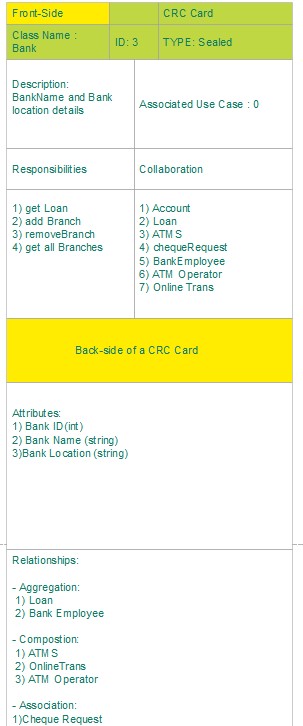 Front-Side CRC Card
Class Name :
Bank
ID: 3
TYPE: Sealed
Description:
BankName and Bank
location details
Associated Use Case : 0
Responsibilities
Collaboration
1) get Loan
2) add Branch
3) removeBranch
4) get all Branches
1) Account
2) Loan
3) ATMS
4) chequeRequest
5) BankEmployee
6) ATM Operator
7) Online Trans
Back-side of a CRC Card
Attributes:
1) Bank ID(int)
2) Bank Name (string)
3)Bank Location (string)
Relationships:
- Aggregation:
1) Loan
2) Bank Employee
- Compostion:
1) ATMS
2) OnlineTrans
3) ATM Operator
- Association:
1)Cheque Request